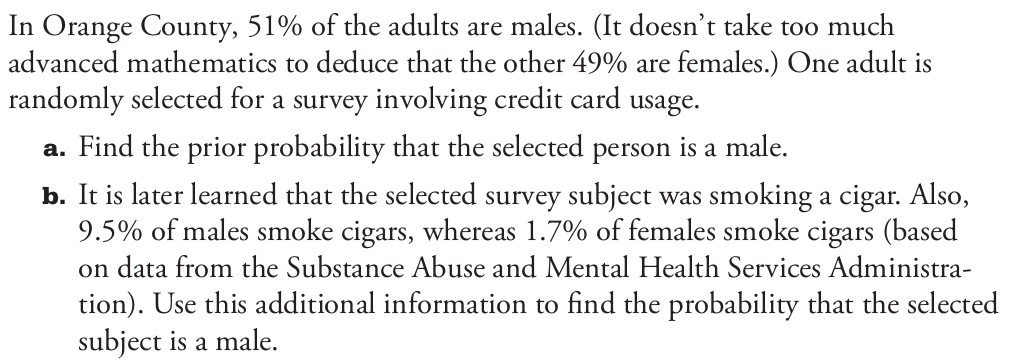 In Orange County, 51% of the adults are males. (It doesn't take too much
advanced mathematics to deduce that the other 49% are females.) One adult is
randomly selected for a survey involving credit card usage.
a. Find the prior probability that the selected person is a male.
b. It is later learned that the selected survey subject was smoking a cigar. Also,
9.5% of males smoke cigars, whereas 1.7% of females smoke cigars (based
on data from the Substance Abuse and Mental Health Services Administra-
tion). Use this additional information to find the probability that the selected
subject is a male.